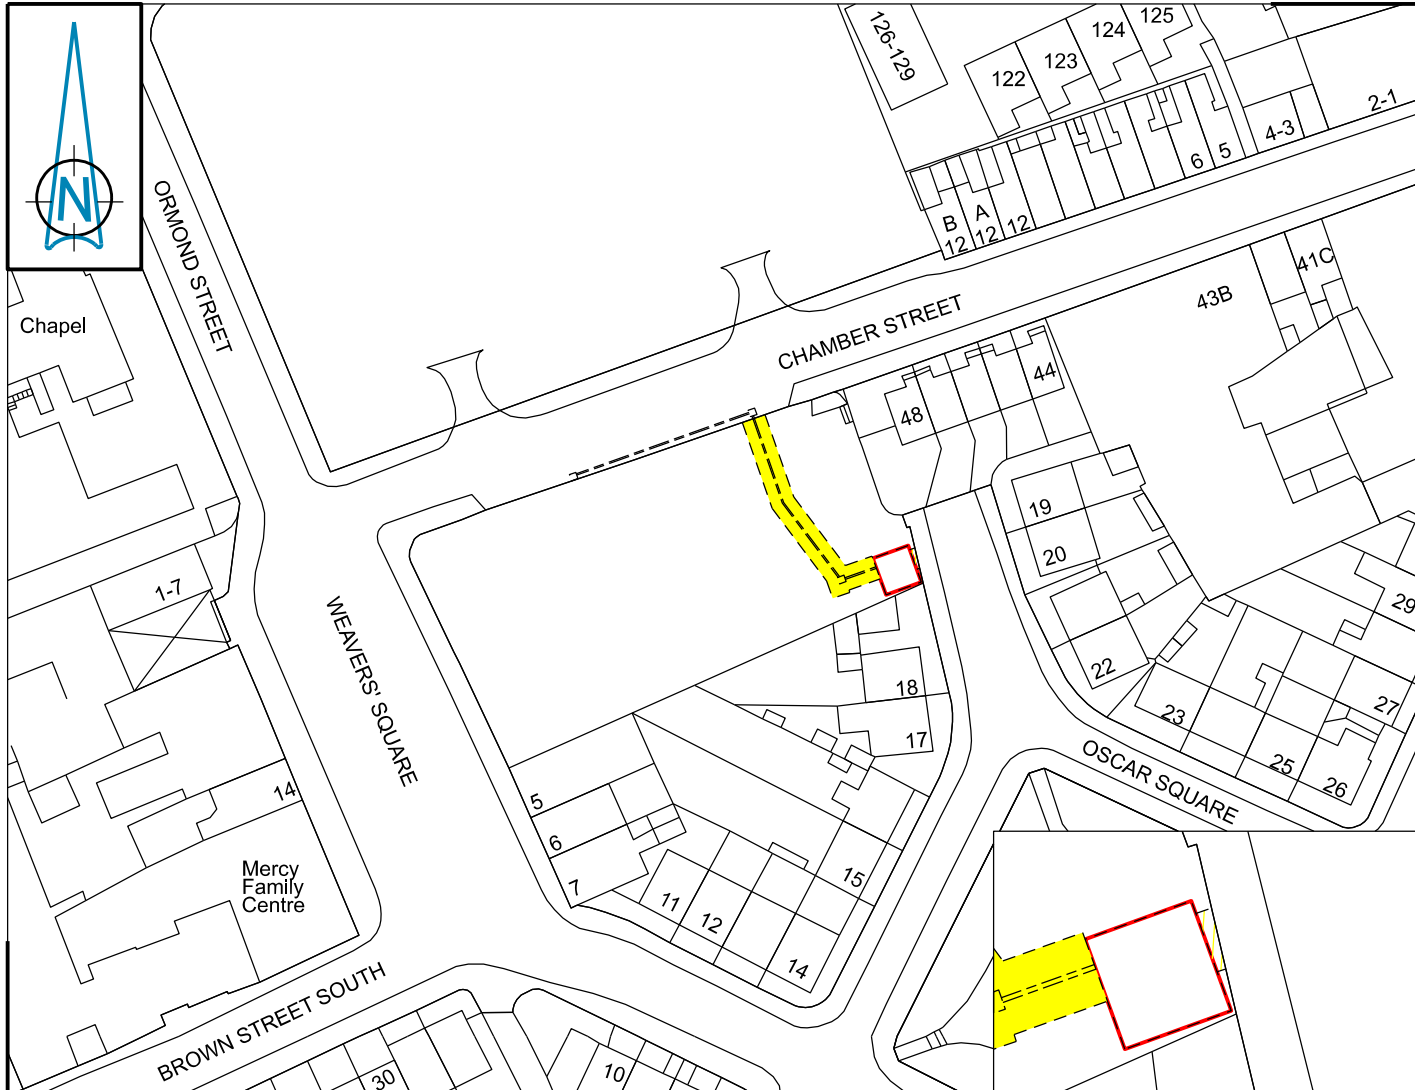 N
126-129
122
123
124
125
2-1
4-3
5
6
12
A
12
B
12
ORMOND STREET
Chapel
CHAMBER STREET
41C
43B
44
48
19
20
22
1-7
WEAVERS' SQUARE
18
17
29
27
23
25
26
OSCAR SQUARE
5
6
7
14
Mercy
Family
Centre
11
12
15
14
BROWN STREET SOUTH
30
10